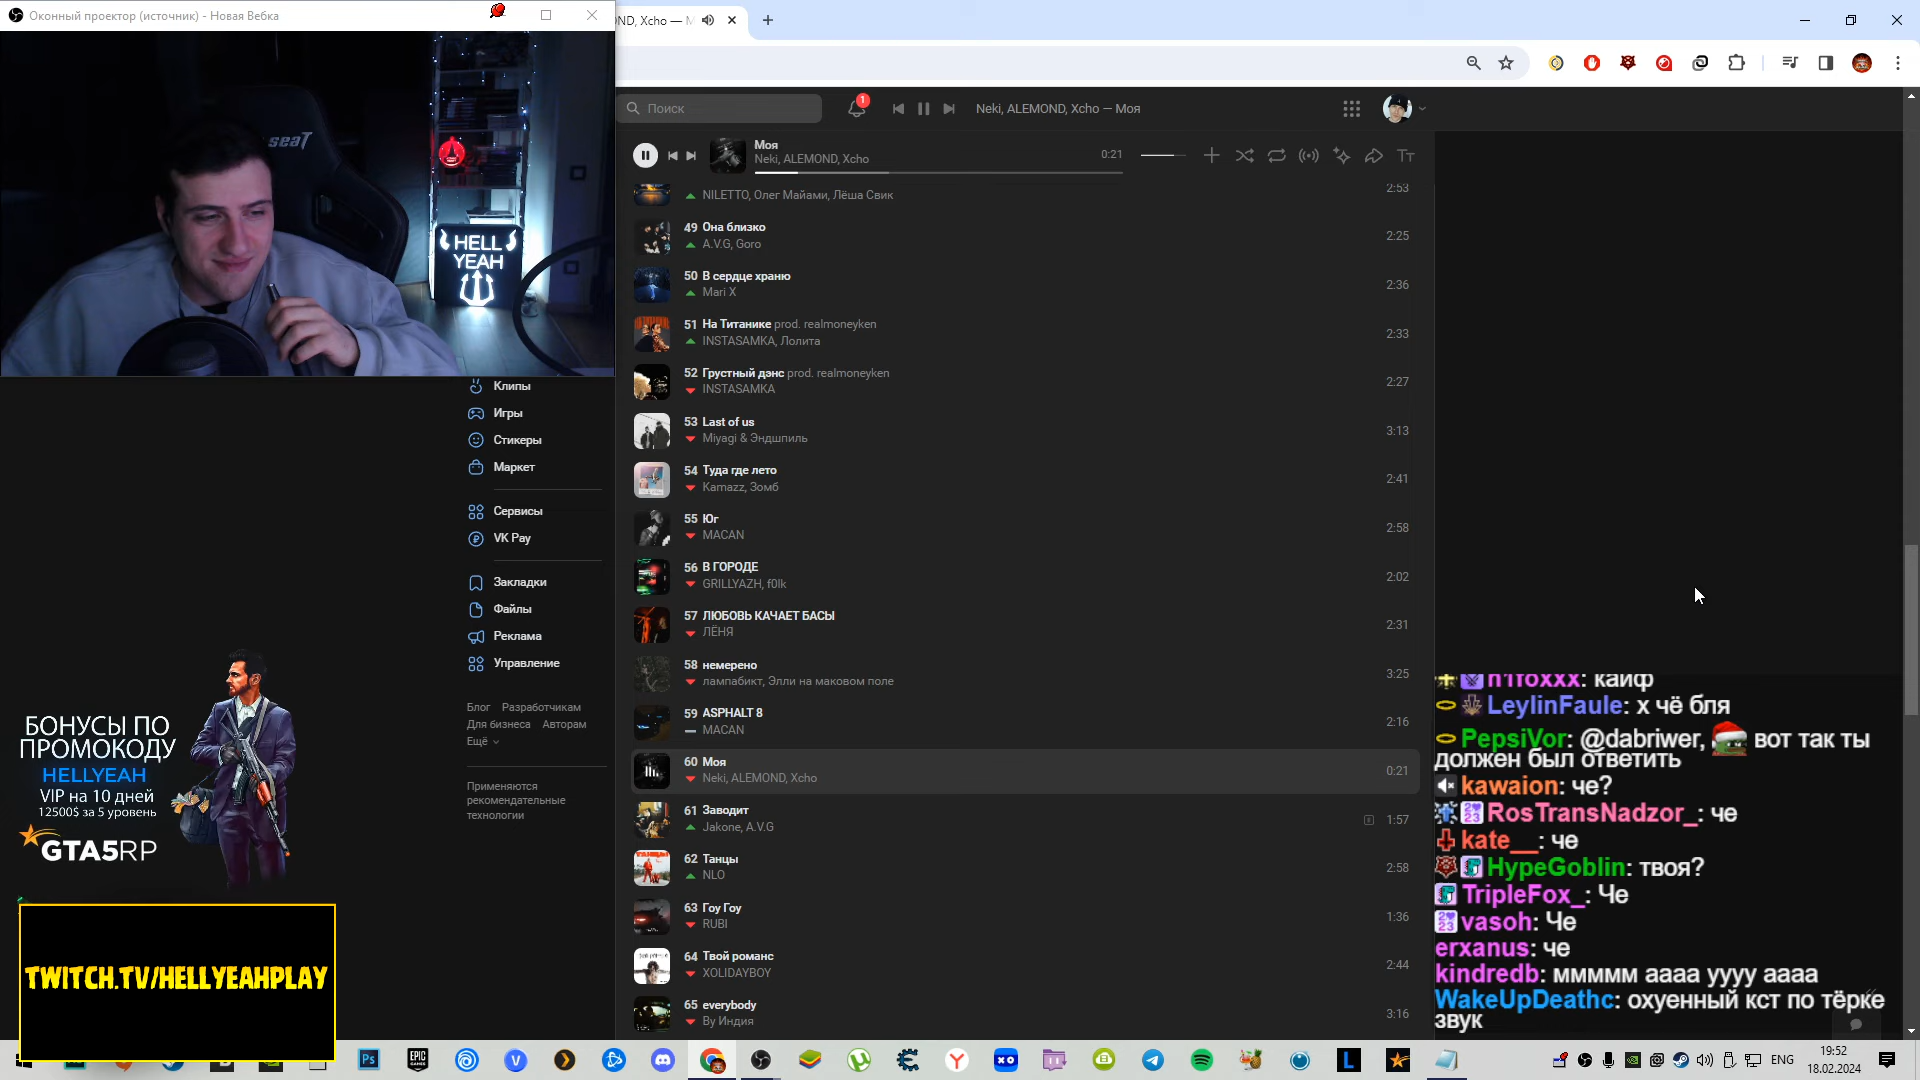 Оконный проектор (источник) - Новая Вебка
ND, Xcho — M
seaT
HELL
YEAH
Поиск
1
Neki, ALEMOND, Xcho — Моя
Моя
Neki, ALEMOND, Xcho
0:21
NILETTO, Олег Майами, Лёша Свик
2:53
49 Она близко
A.V.G, Goro
2:25
50 В сердце храню
Mari X
2:36
51 На Титанике prod. realmoneyken
INSTASAMKA, Лолита
2:33
52 Грустный дэнс prod. realmoneyken
INSTASAMKA
2:27
53 Last of us
Miyagi & Эндшпиль
3:13
54 Туда где лето
Kamazz, Зомб
2:41
55 Юг
MACAN
2:58
56 В ГОРОДЕ
GRILLYAZH, f0lk
2:02
57 ЛЮБОВЬ КАЧАЕТ БАСЫ
ЛЁНЯ
2:31
58 немерено
лампабикт, Элли на маковом поле
3:25
59 ASPHALT 8
MACAN
2:16
60 Моя
Neki, ALEMOND, Xcho
0:21
61 Заводит
Jakone, A.V.G
E 1:57
62 Танцы
NLO
2:58
63 Гоу Гоу
RUBI
1:36
64 Твой романс
XOLIDAYBOY
2:44
65 everybody
By Индия
3:16
Клипы
Игры
Стикеры
Маркет
Сервисы
VK Pay
Закладки
Файлы
Реклама
Управление
Блог Разработчикам
Для бизнеса Авторам
Ещё
Применяются
рекомендательные
технологии
БОНУСЫ ПО
ПРОМОКОДУ
HELLYEAH
VIP на 10 дней
12500$ за 5 уровень
GTA5RP
TWITCH.TV/HELLYEAHPLAY
n1foxxx: кайф
LeylinFaule: х чё бля
PepsiVor: @dabriwer, вот так ты
должен был ответить
kawaion: че?
RosTransNadzor_: че
kate__: че
HypeGoblin: твоя?
TripleFox_: Че
vasoh: Че
erxanus: че
kindredb: ммммм аааа уууу аааа
WakeUpDeathc: охуенный кст по тёрке
звук
ENG
19:52
18.02.2024